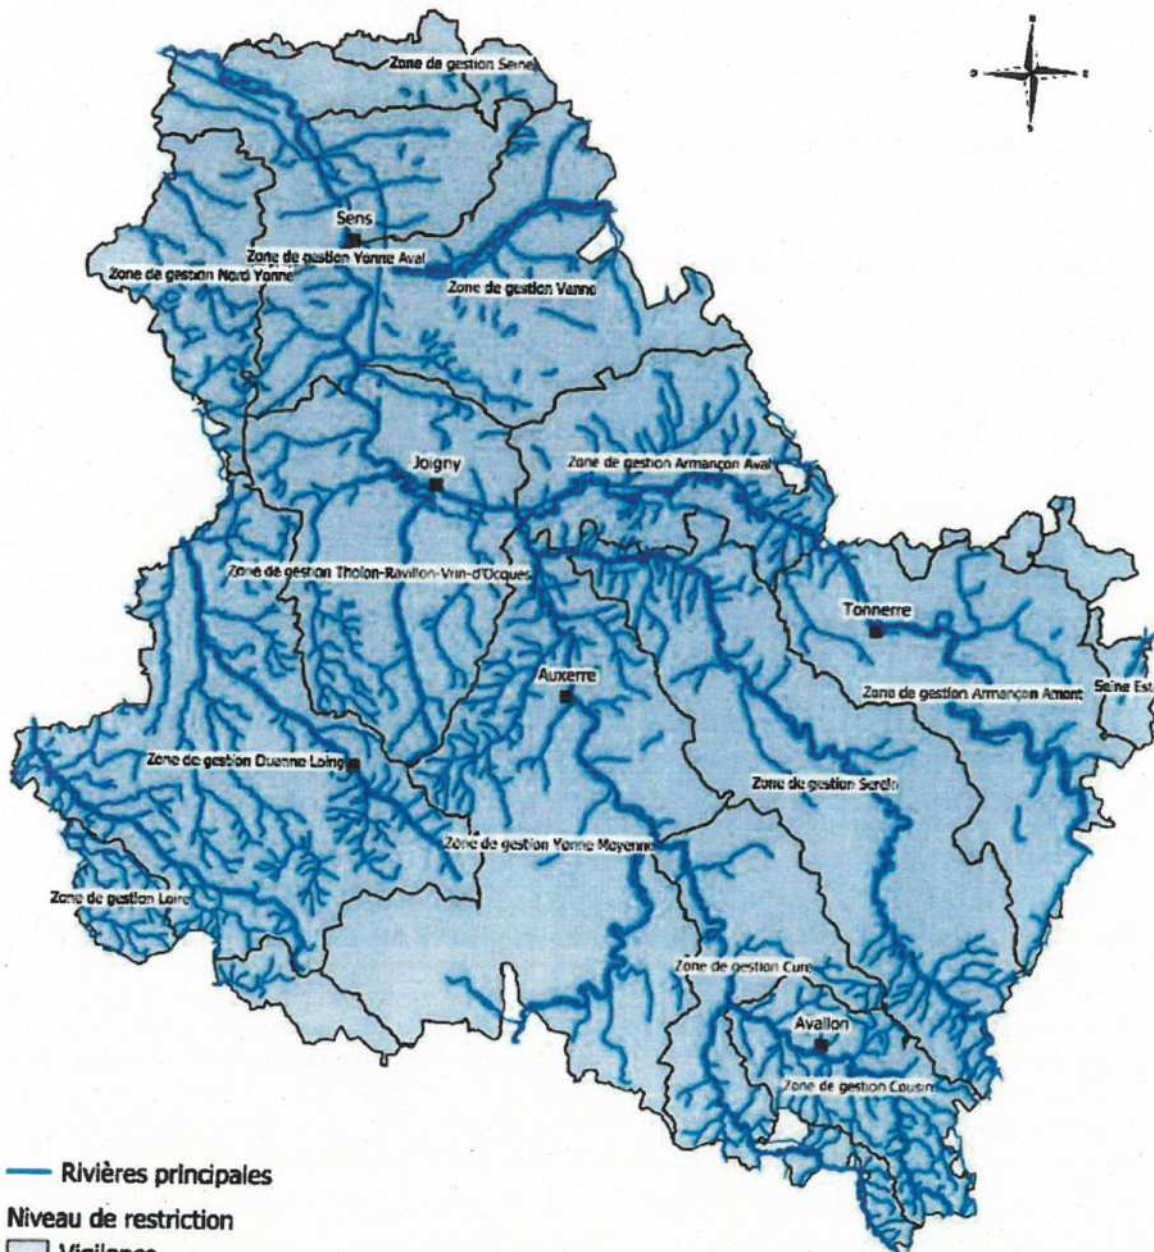 Zone de gestion Seine
Sens
Zone de gestion Yonne Aval
Zone de gestion Nord Yonne
Zone de gestion Vanne
Joigny
Zone de gestion Armançon Aval
Zone de gestion Tholon-Ravillon-Vrin-d'Ocques
Tonnerre
Auxerre
Zone de gestion Armançon Amont
Seine Est
Zone de gestion Ouanne Loing
Zone de gestion Serein
Zone de gestion Yonne Moyenne
Zone de gestion Loire
Zone de gestion Cure
Avallon
Zone de gestion Cousin
Rivières principales
Niveau de restriction
Vigilance